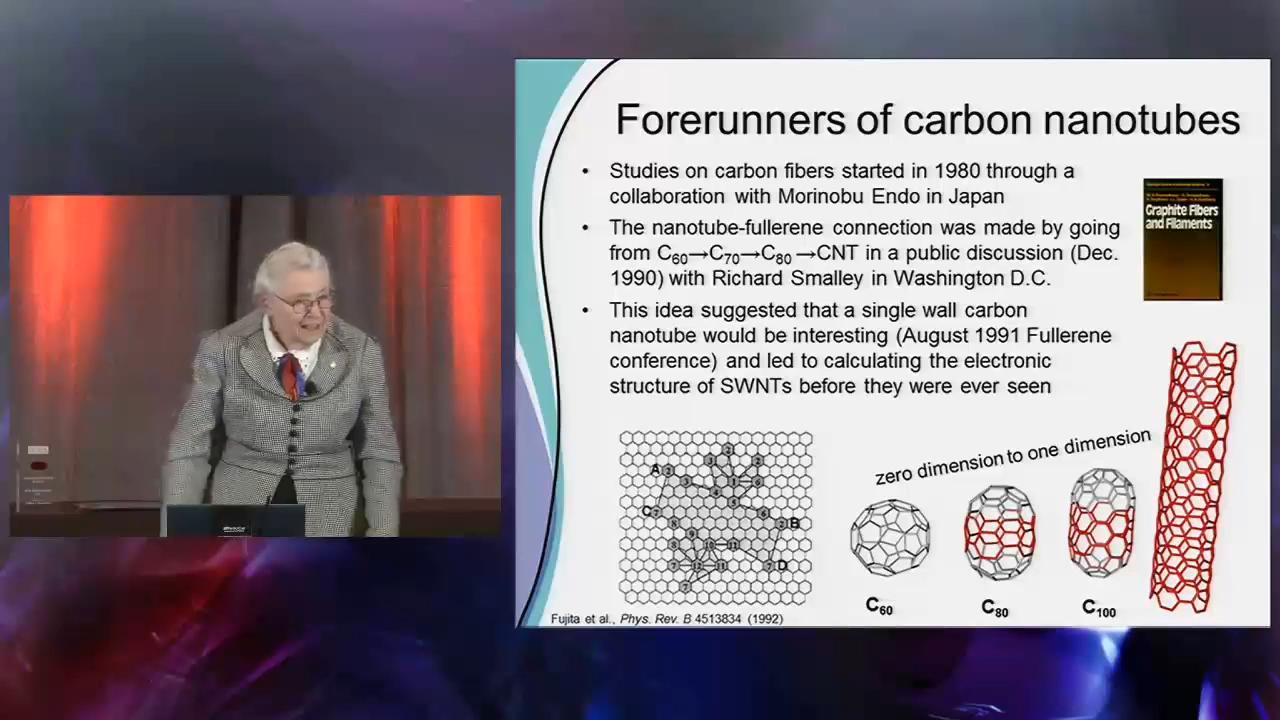 Forerunners of carbon nanotubes
• Studies on carbon fibers started in 1980 through a
collaboration with Morinobu Endo in Japan
• The nanotube-fullerene connection was made by going
from C₆₀→C₇₀→C₈₀→CNT in a public discussion (Dec.
1990) with Richard Smalley in Washington D.C.
• This idea suggested that a single wall carbon
nanotube would be interesting (August 1991 Fullerene
conference) and led to calculating the electronic
structure of SWNTs before they were ever seen
Graphite Fibers
and Filaments
zero dimension to one dimension
A
C
B
D
C₆₀
C₈₀
C₁₀₀
Fujita et al., Phys. Rev. B 4513834 (1992)